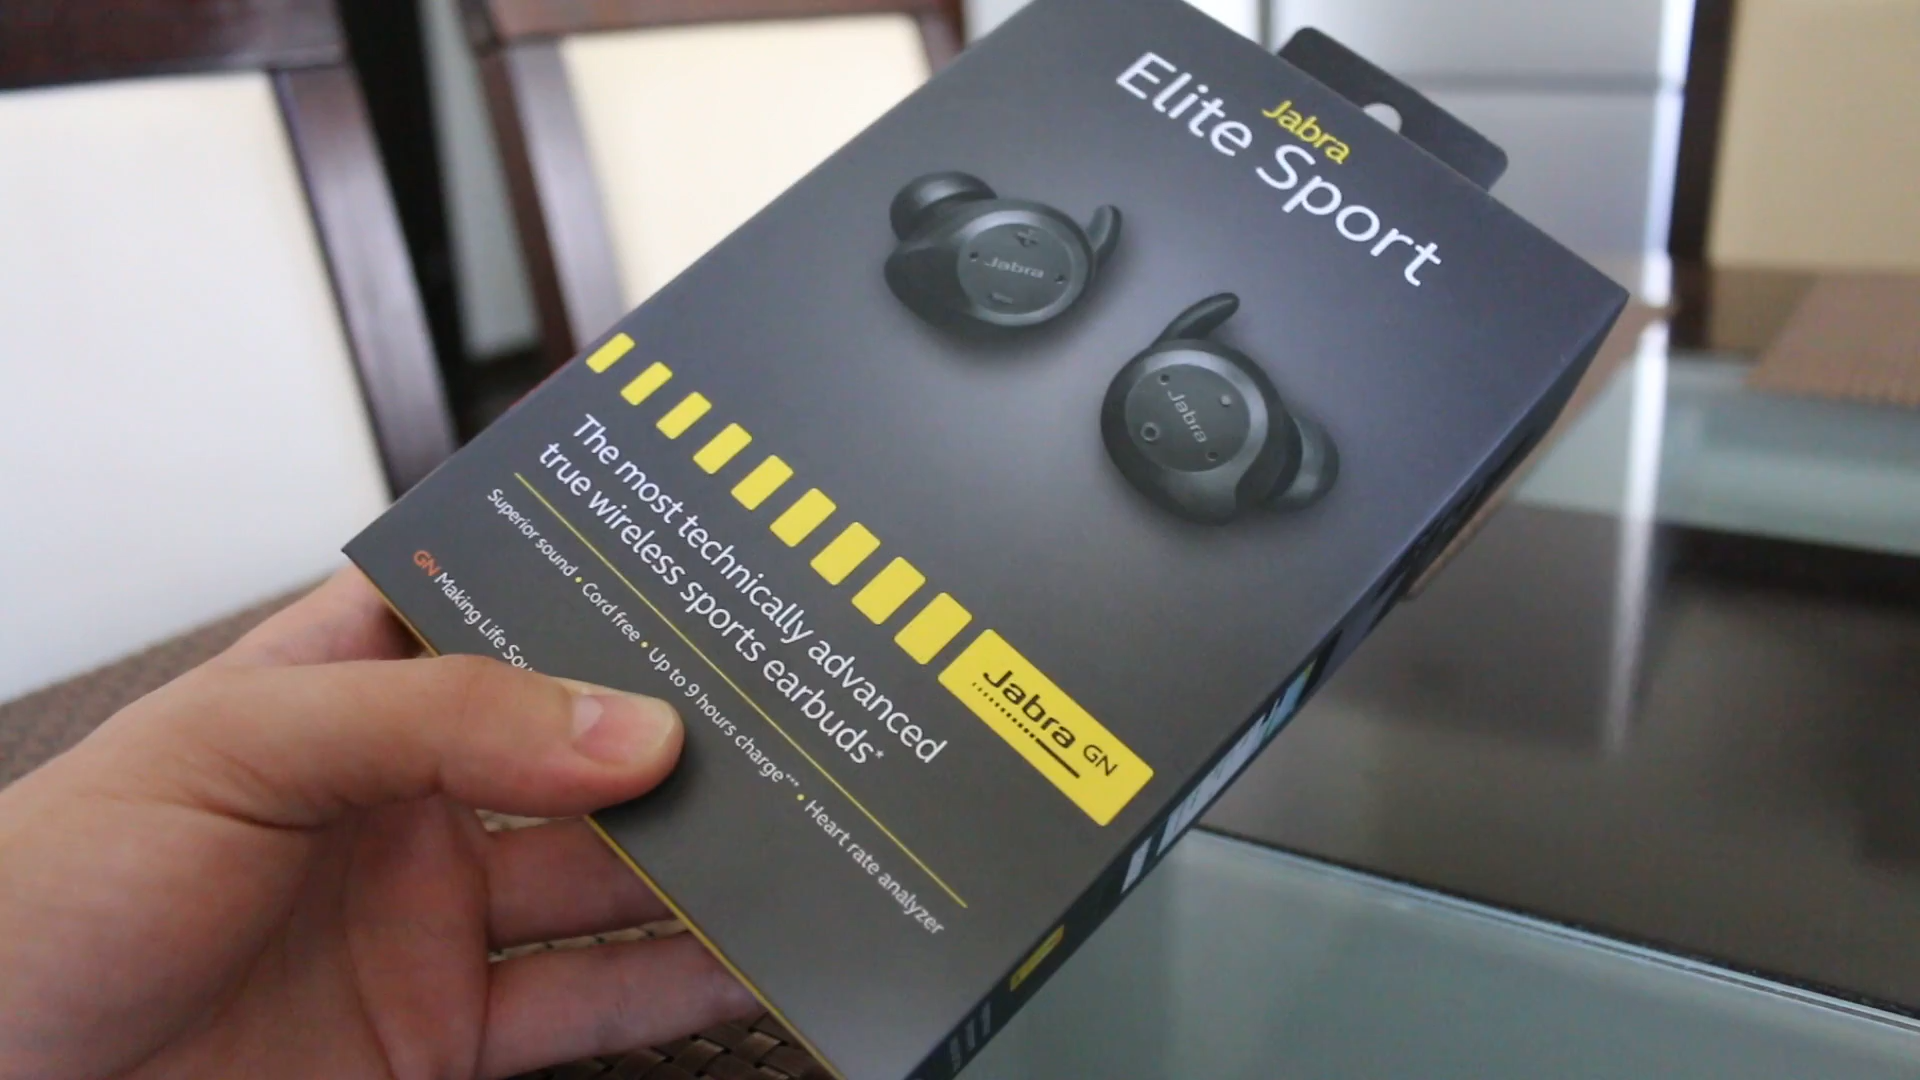 Jabra
Elite Sport
Jabra
Jabra
The most technically advanced
true wireless sports earbuds*
Superior sound • Cord free • Up to 9 hours charge*** • Heart rate analyzer
GN Making Life
Jabra GN